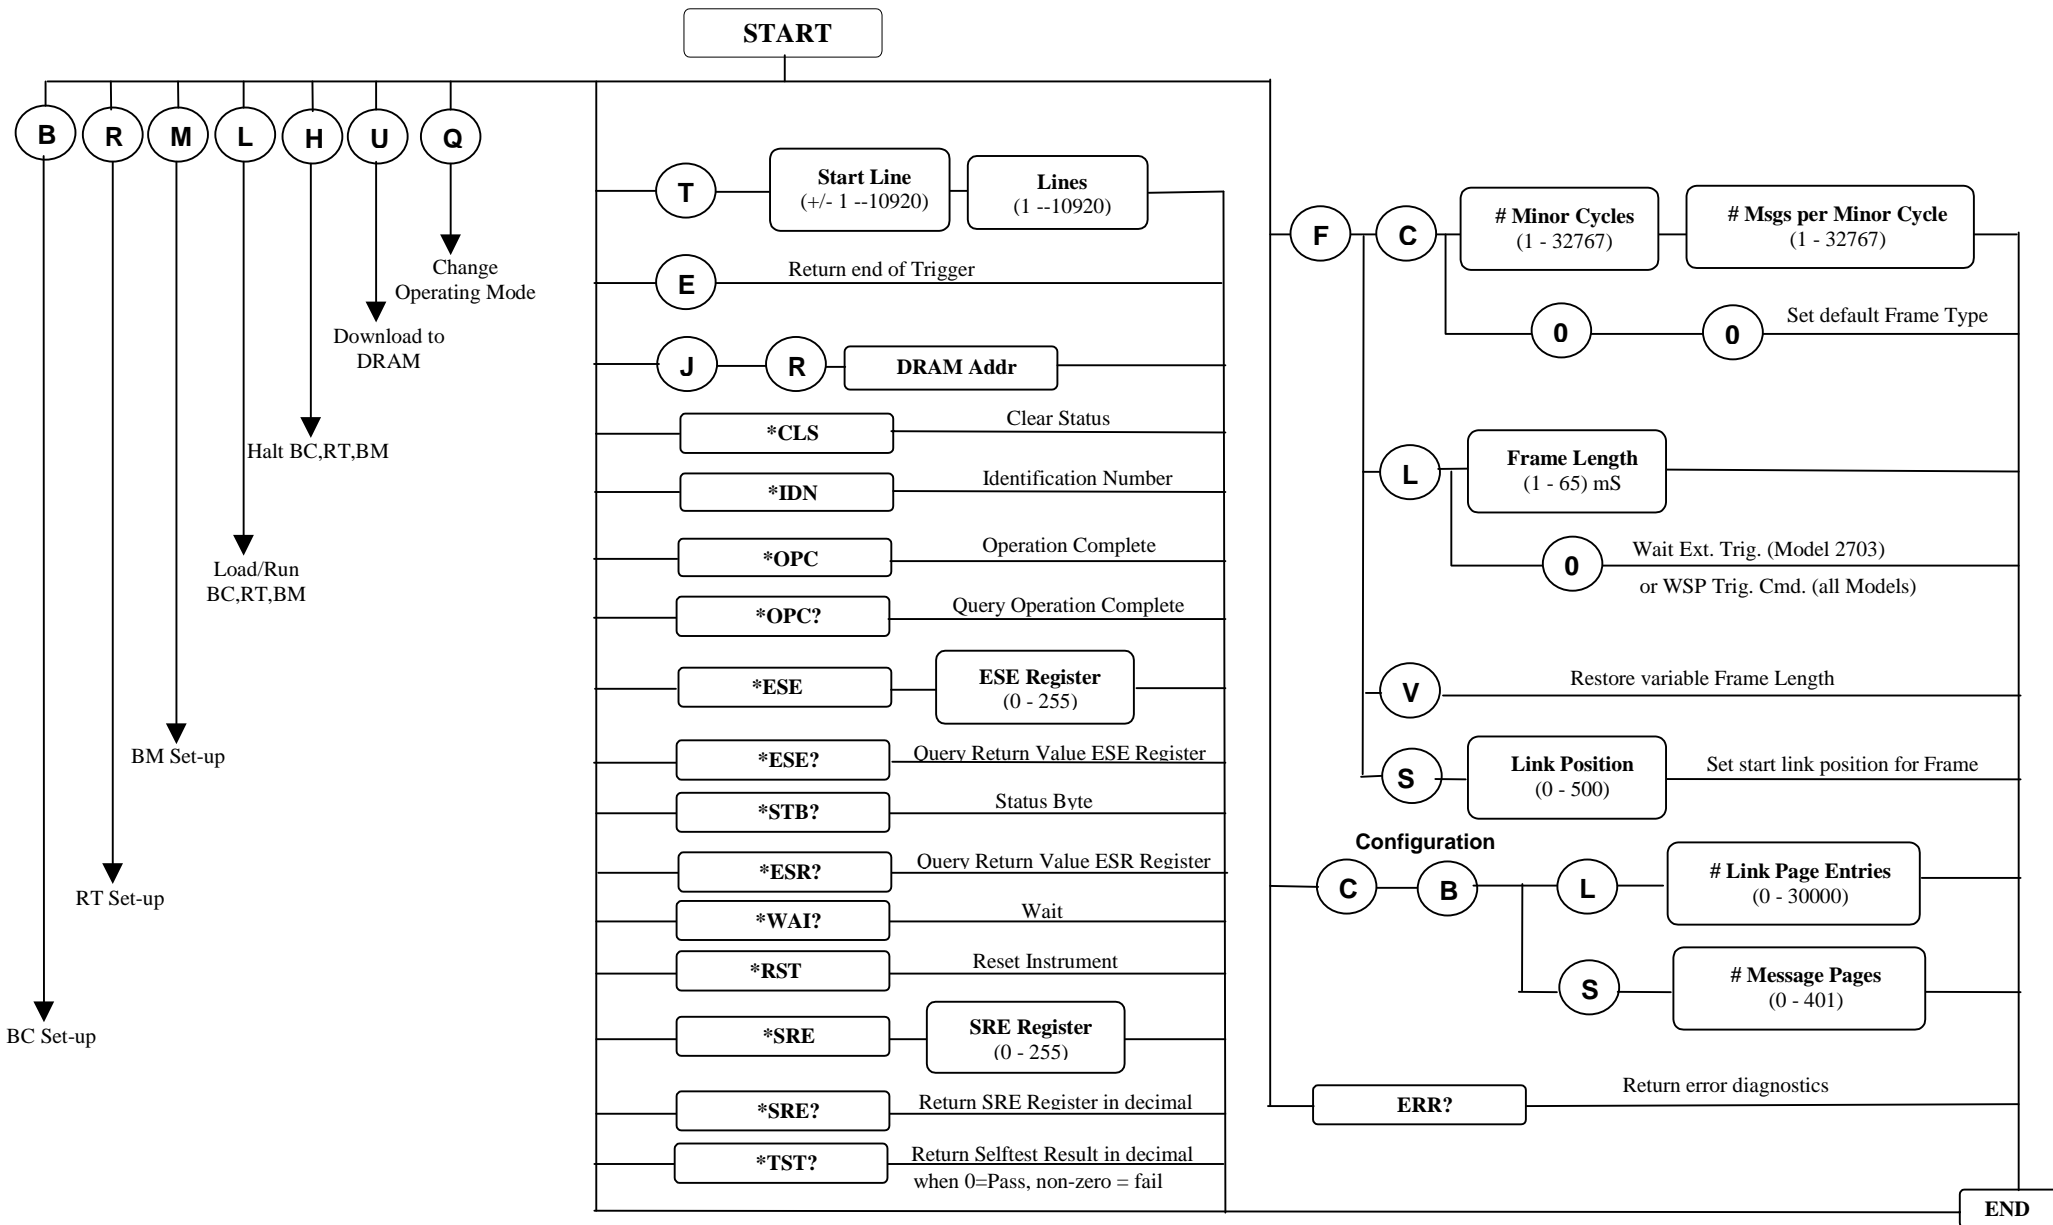 START
B
R
M
L
H
U
Q
Change
Operating Mode
Download to
DRAM
Halt BC,RT,BM
Load/Run
BC,RT,BM
BM Set-up
RT Set-up
BC Set-up
T
Start Line
(+/- 1 --10920)
Lines
(1 --10920)
E
Return end of Trigger
J
R
DRAM Addr
*CLS
Clear Status
*IDN
Identification Number
*OPC
Operation Complete
*OPC?
Query Operation Complete
*ESE
ESE Register
(0 - 255)
*ESE?
Query Return Value ESE Register
*STB?
Status Byte
*ESR?
Query Return Value ESR Register
*WAI?
Wait
*RST
Reset Instrument
*SRE
SRE Register
(0 - 255)
*SRE?
Return SRE Register in decimal
*TST?
Return Selftest Result in decimal
when 0=Pass, non-zero = fail
F
C
# Minor Cycles
(1 - 32767)
# Msgs per Minor Cycle
(1 - 32767)
0
0
Set default Frame Type
L
Frame Length
(1 - 65) mS
0
Wait Ext. Trig. (Model 2703)
or WSP Trig. Cmd. (all Models)
V
Restore variable Frame Length
S
Link Position
(0 - 500)
Set start link position for Frame
Configuration
C
B
L
# Link Page Entries
(0 - 30000)
S
# Message Pages
(0 - 401)
ERR?
Return error diagnostics
END